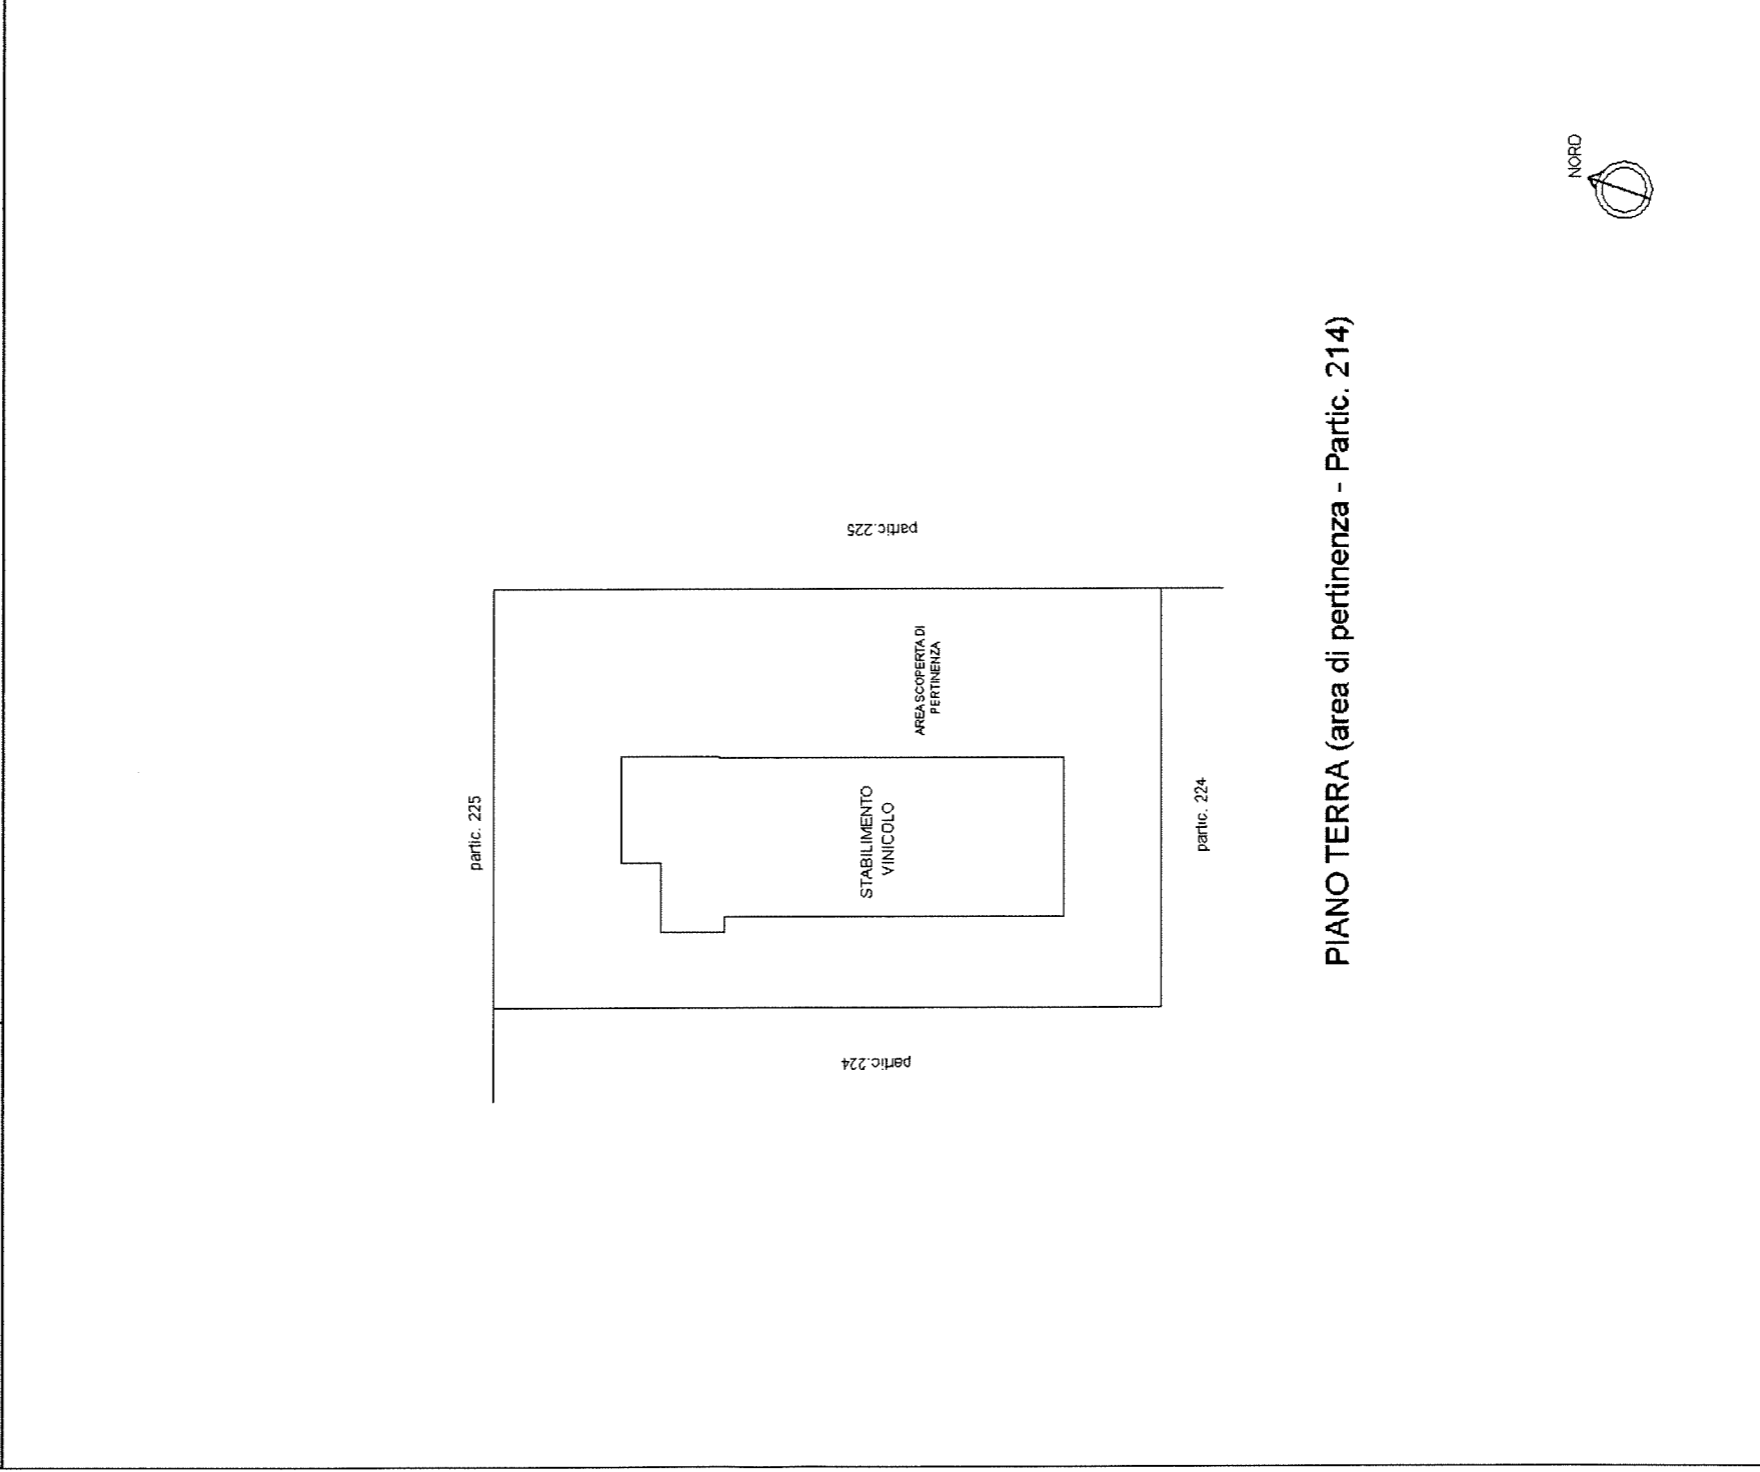 partic. 225
partic.225
AREA SCOPERTA DI
PERTINENZA
STABILIMENTO
VINICOLO
partic.224
partic. 224
PIANO TERRA (area di pertinenza - Partic. 214)
NORD